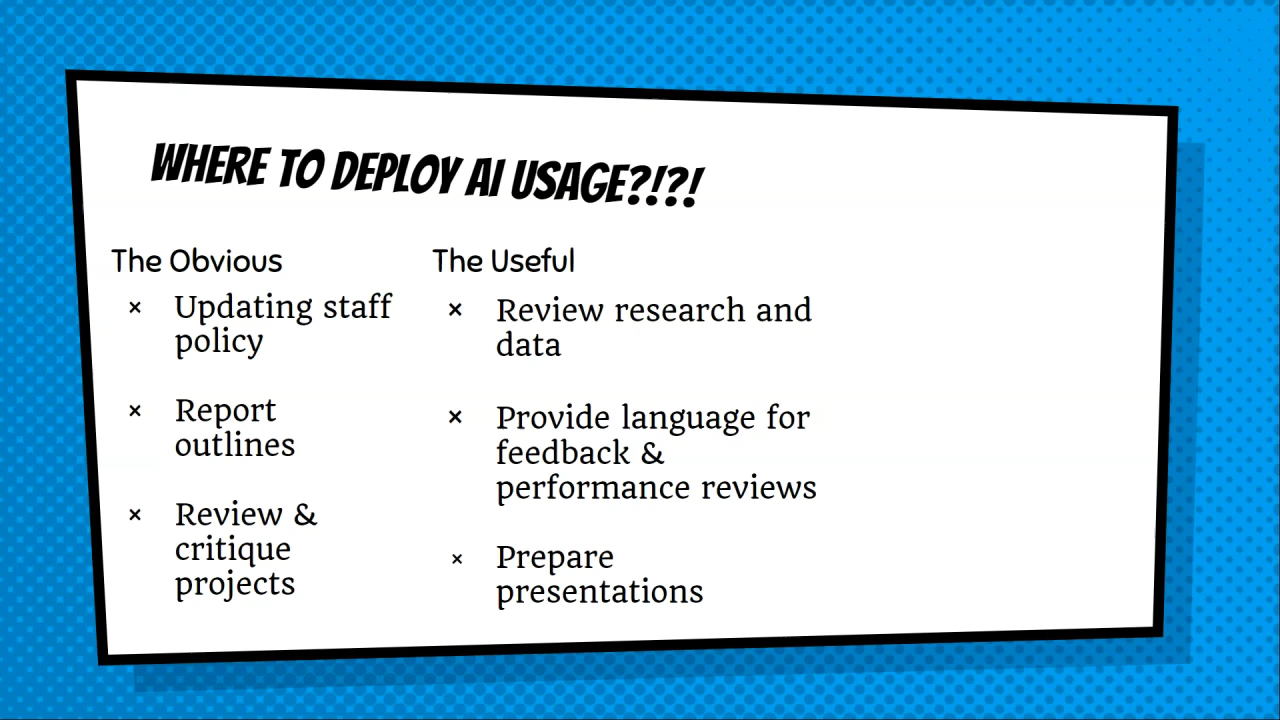 WHERE TO DEPLOY AI USAGE?!?!
The Obvious
× Updating staff
policy
× Report
outlines
× Review &
critique
projects
The Useful
× Review research and
data
× Provide language for
feedback &
performance reviews
× Prepare
presentations